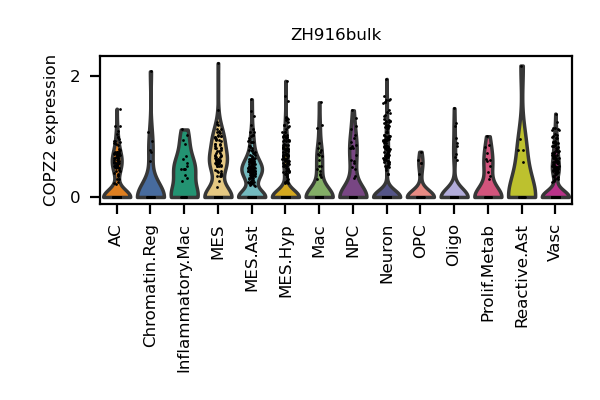 ZH916bulk
COPZ2 expression
2
0
AC
Chromatin.Reg
Inflammatory.Mac
MES
MES.Ast
MES.Hyp
Mac
NPC
Neuron
OPC
Oligo
Prolif.Metab
Reactive.Ast
Vasc